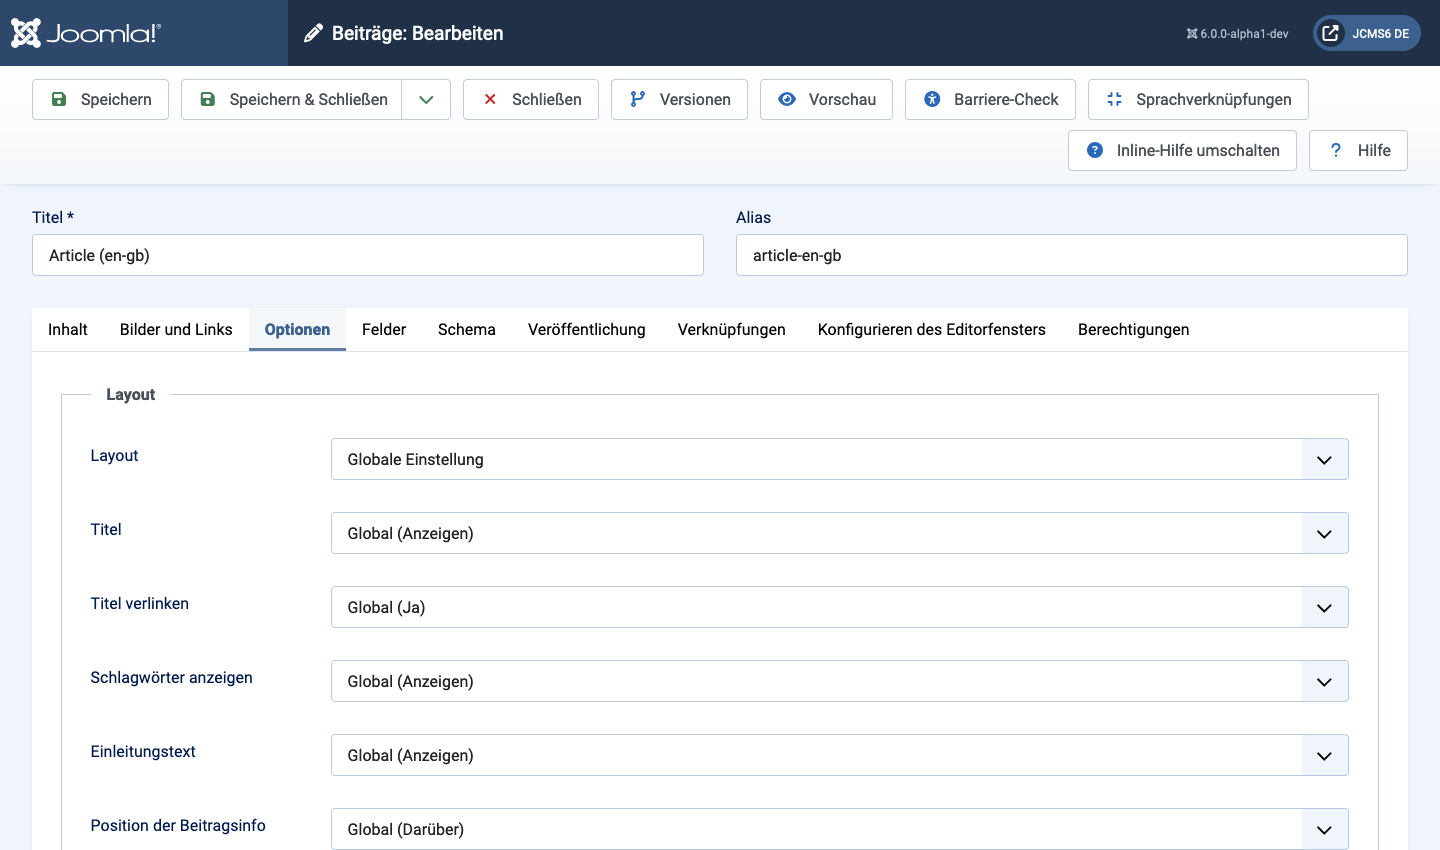 Joomla!®
Beiträge: Bearbeiten
6.0.0-alpha1-dev
JCMS6 DE
Speichern
Speichern & Schließen
Schließen
Versionen
Vorschau
Barriere-Check
Sprachverknüpfungen
Inline-Hilfe umschalten
Hilfe
Titel *
Alias
Article (en-gb)
article-en-gb
Inhalt
Bilder und Links
Optionen
Felder
Schema
Veröffentlichung
Verknüpfungen
Konfigurieren des Editorfensters
Berechtigungen
Layout
Layout
Globale Einstellung
Titel
Global (Anzeigen)
Titel verlinken
Global (Ja)
Schlagwörter anzeigen
Global (Anzeigen)
Einleitungstext
Global (Anzeigen)
Position der Beitragsinfo
Global (Darüber)